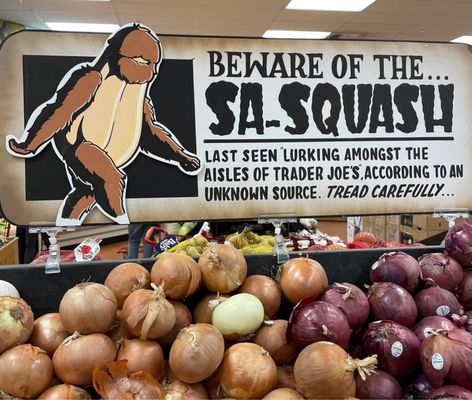 BEWARE OF THE...
SA-SQUASH
LAST SEEN "LURKING AMONGST THE
AISLES OF TRADER JOE'S", ACCORDING TO AN
UNKNOWN SOURCE. TREAD CAREFULLY...